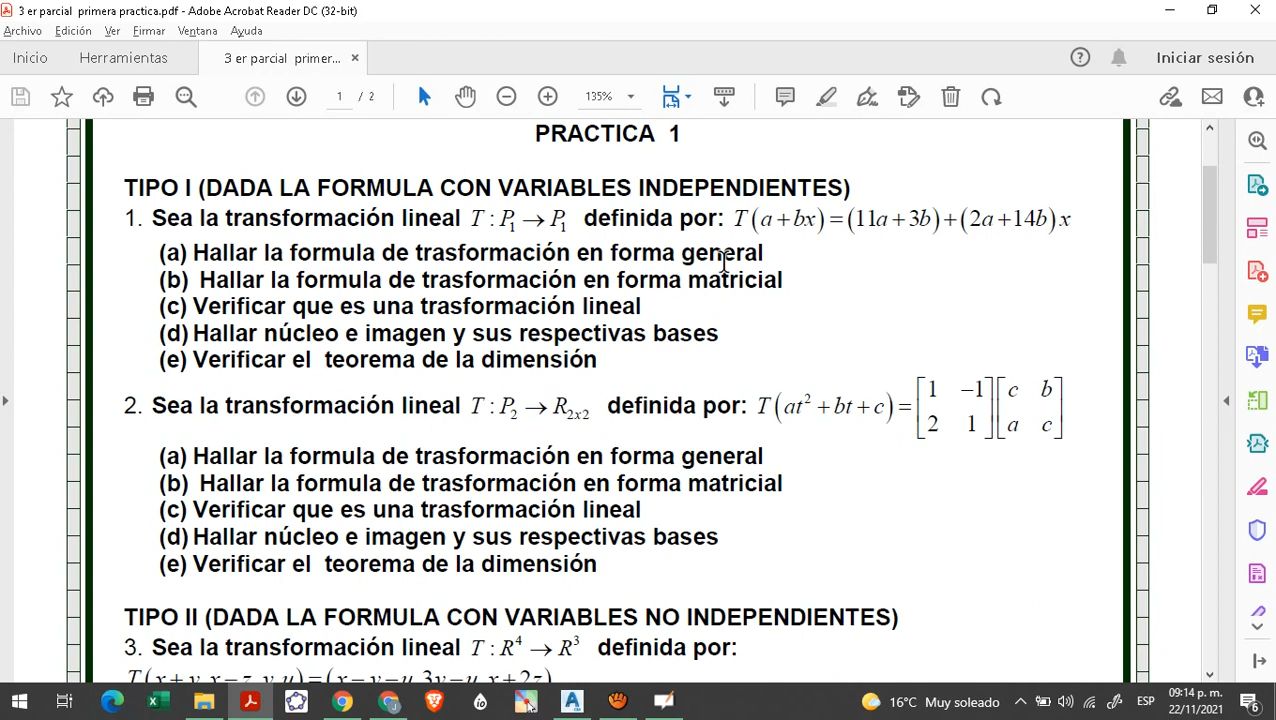 3 er parcial primera practica.pdf - Adobe Acrobat Reader DC (32-bit)
Archivo Edición Ver Firmar Ventana Ayuda
Inicio Herramientas 3 er parcial primer... × Iniciar sesión
1 / 2 135%
PRACTICA 1
TIPO I (DADA LA FORMULA CON VARIABLES INDEPENDIENTES)
1. Sea la transformación lineal T : P₁ → P₁ definida por: T(a + bx) = (11a + 3b) + (2a + 14b)x
(a) Hallar la formula de trasformación en forma general
(b) Hallar la formula de trasformación en forma matricial
(c) Verificar que es una trasformación lineal
(d) Hallar núcleo e imagen y sus respectivas bases
(e) Verificar el teorema de la dimensión
2. Sea la transformación lineal T : P₂ → R₂ₓ₂ definida por: T(at² + bt + c) = [1 −1; 2 1][c b; a c]
(a) Hallar la formula de trasformación en forma general
(b) Hallar la formula de trasformación en forma matricial
(c) Verificar que es una trasformación lineal
(d) Hallar núcleo e imagen y sus respectivas bases
(e) Verificar el teorema de la dimensión
TIPO II (DADA LA FORMULA CON VARIABLES NO INDEPENDIENTES)
3. Sea la transformación lineal T : R⁴ → R³ definida por:
T(x + y, x − z, y, u) = (x − y − u, 3y − u, x + 2z)
16°C Muy soleado ESP 09:14 p. m.
22/11/2021 6